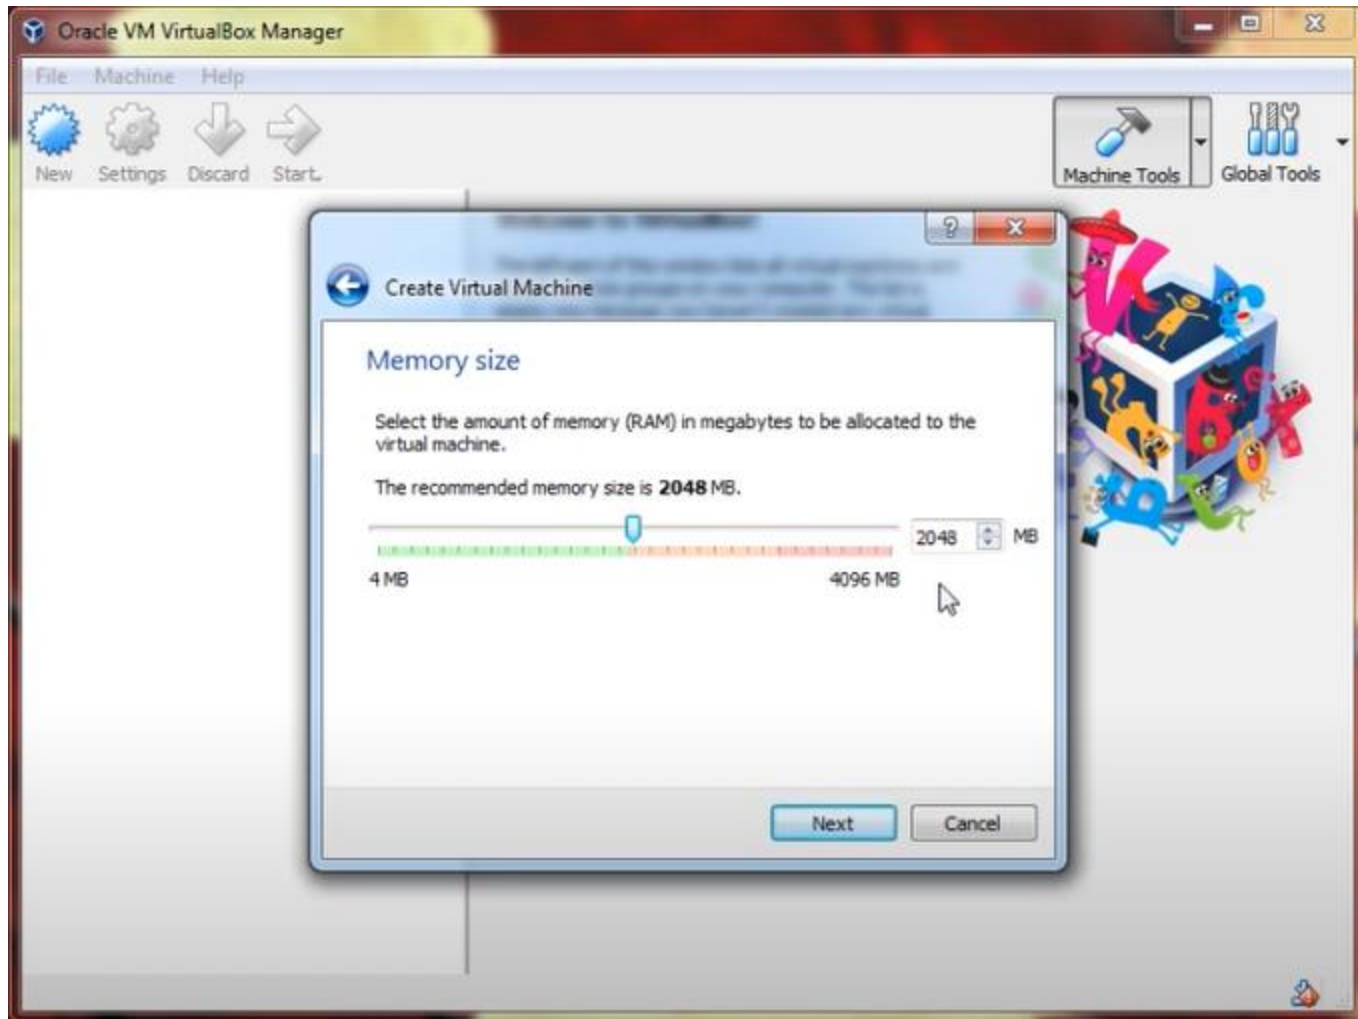 Oracle VM VirtualBox Manager
File Machine Help
New Settings Discard Start
Machine Tools Global Tools
Create Virtual Machine
Memory size
Select the amount of memory (RAM) in megabytes to be allocated to the
virtual machine.
The recommended memory size is 2048 MB.
2048 MB
4 MB 4096 MB
Next Cancel